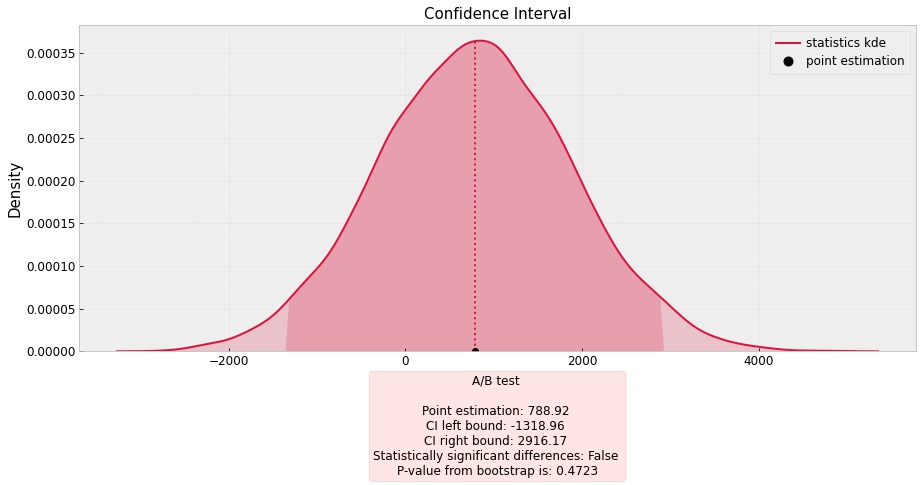 Confidence Interval
statistics kde
point estimation
Density
0.00035
0.00030
0.00025
0.00020
0.00015
0.00010
0.00005
0.00000
−2000
0
2000
4000
A/B test
Point estimation: 788.92
CI left bound: -1318.96
CI right bound: 2916.17
Statistically significant differences: False
P-value from bootstrap is: 0.4723